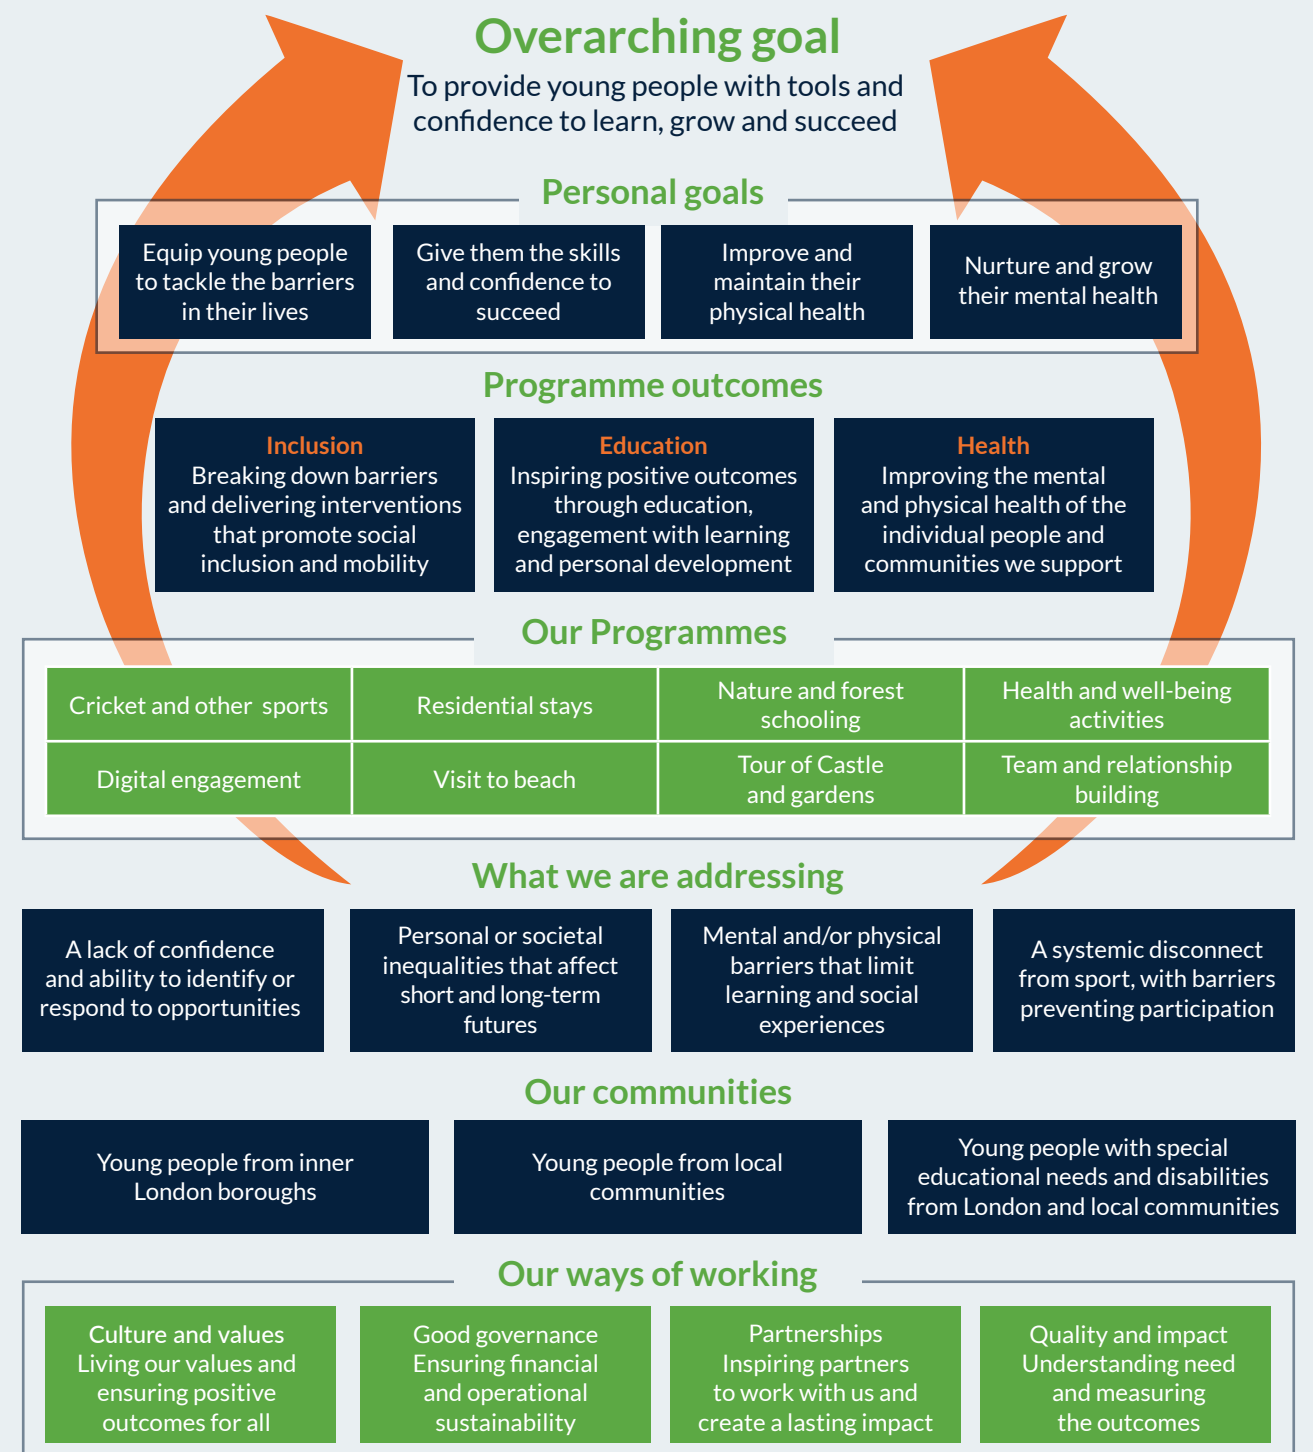 Overarching goal
To provide young people with tools and
confidence to learn, grow and succeed
Personal goals
Equip young people
to tackle the barriers
in their lives
Give them the skills
and confidence to
succeed
Improve and
maintain their
physical health
Nurture and grow
their mental health
Programme outcomes
Inclusion
Breaking down barriers
and delivering interventions
that promote social
inclusion and mobility
Education
Inspiring positive outcomes
through education,
engagement with learning
and personal development
Health
Improving the mental
and physical health of the
individual people and
communities we support
Our Programmes
Cricket and other sports
Residential stays
Nature and forest
schooling
Health and well-being
activities
Digital engagement
Visit to beach
Tour of Castle
and gardens
Team and relationship
building
What we are addressing
A lack of confidence
and ability to identify or
respond to opportunities
Personal or societal
inequalities that affect
short and long-term
futures
Mental and/or physical
barriers that limit
learning and social
experiences
A systemic disconnect
from sport, with barriers
preventing participation
Our communities
Young people from inner
London boroughs
Young people from local
communities
Young people with special
educational needs and disabilities
from London and local communities
Our ways of working
Culture and values
Living our values and
ensuring positive
outcomes for all
Good governance
Ensuring financial
and operational
sustainability
Partnerships
Inspiring partners
to work with us and
create a lasting impact
Quality and impact
Understanding need
and measuring
the outcomes